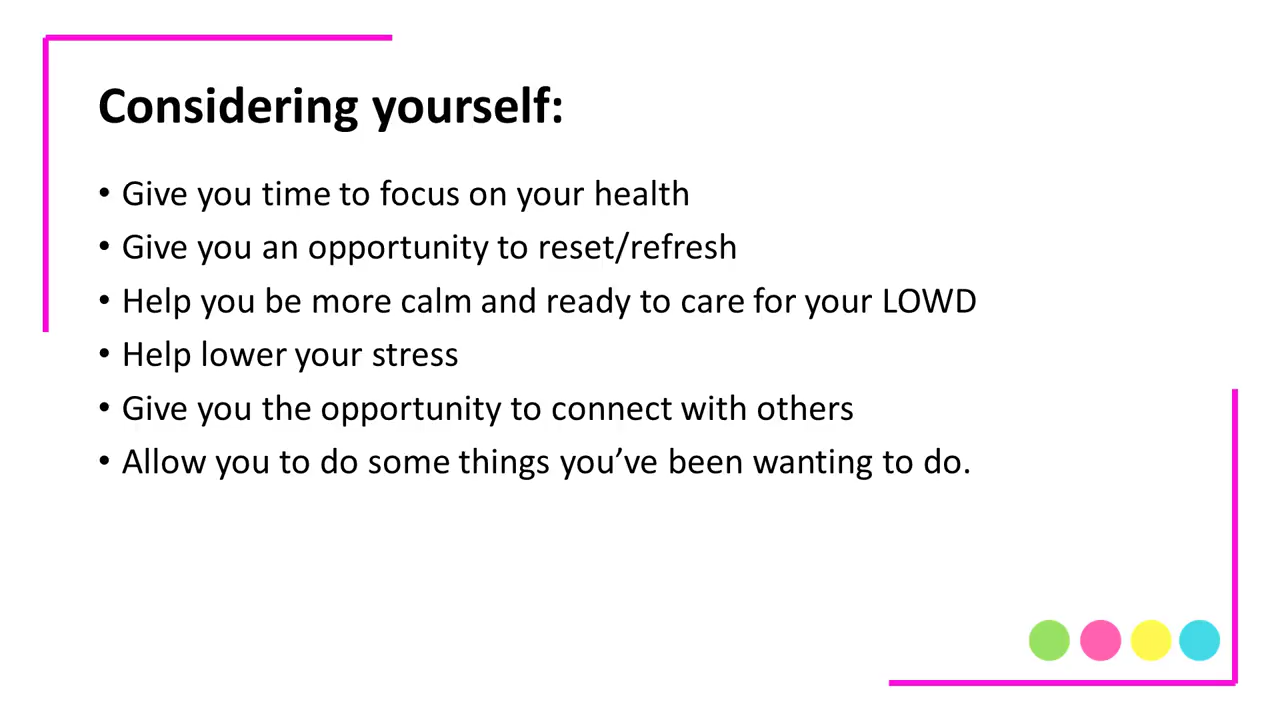 Considering yourself:
• Give you time to focus on your health
• Give you an opportunity to reset/refresh
• Help you be more calm and ready to care for your LOWD
• Help lower your stress
• Give you the opportunity to connect with others
• Allow you to do some things you’ve been wanting to do.